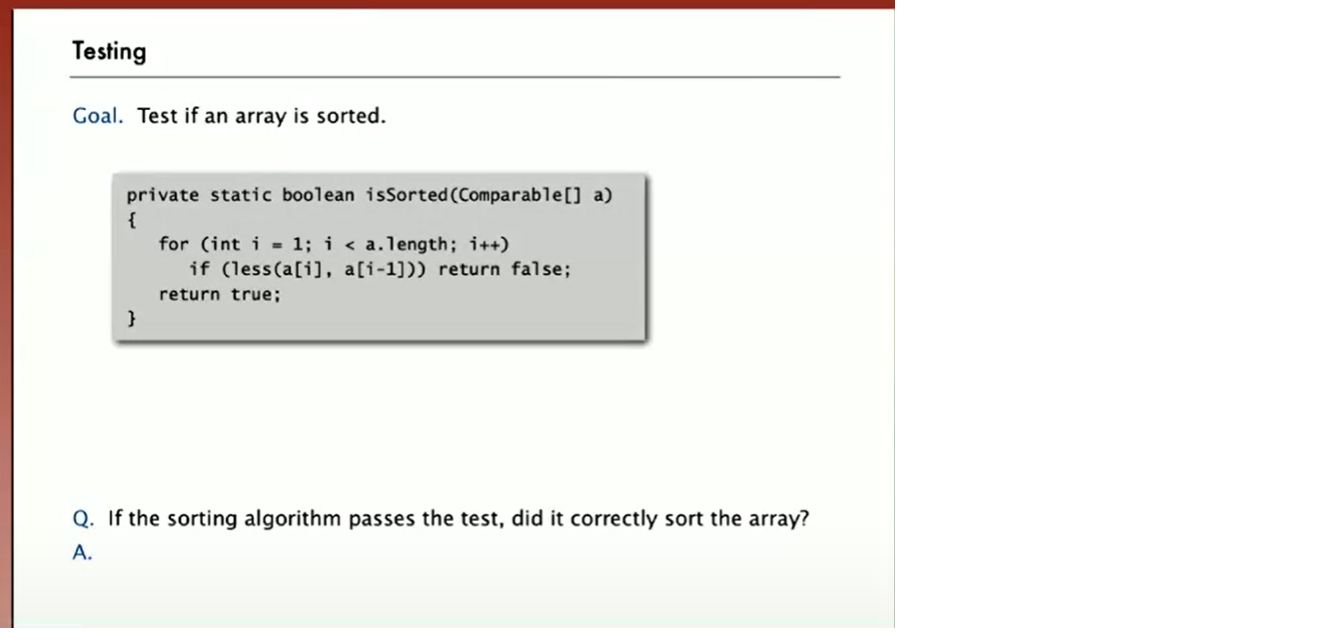 Testing
Goal. Test if an array is sorted.
private static boolean isSorted(Comparable[] a)
{
   for (int i = 1; i < a.length; i++)
      if (less(a[i], a[i-1])) return false;
   return true;
}
Q. If the sorting algorithm passes the test, did it correctly sort the array?
A.